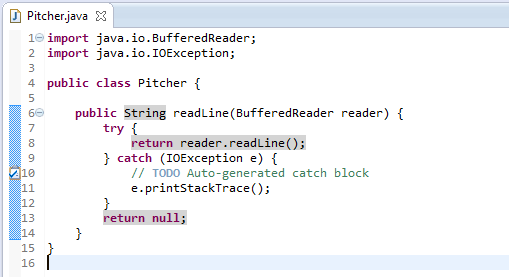 Pitcher.java
1 import java.io.BufferedReader;
2 import java.io.IOException;
3
4 public class Pitcher {
5
6     public String readLine(BufferedReader reader) {
7         try {
8             return reader.readLine();
9         } catch (IOException e) {
10             // TODO Auto-generated catch block
11             e.printStackTrace();
12         }
13         return null;
14     }
15 }
16